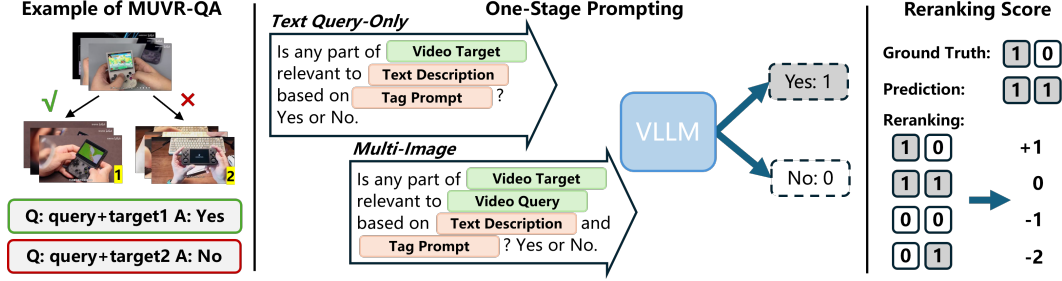 Example of MUVR-QA
√
×
1
2
Q: query+target1 A: Yes
Q: query+target2 A: No
One-Stage Prompting
Text Query-Only
Is any part of Video Target
relevant to Text Description
based on Tag Prompt ?
Yes or No.
Multi-Image
Is any part of Video Target
relevant to Video Query
based on Text Description and
Tag Prompt ? Yes or No.
VLLM
Yes: 1
No: 0
Reranking Score
Ground Truth: 1 0
Prediction: 1 1
Reranking:
1 0 +1
1 1 0
0 0 -1
0 1 -2